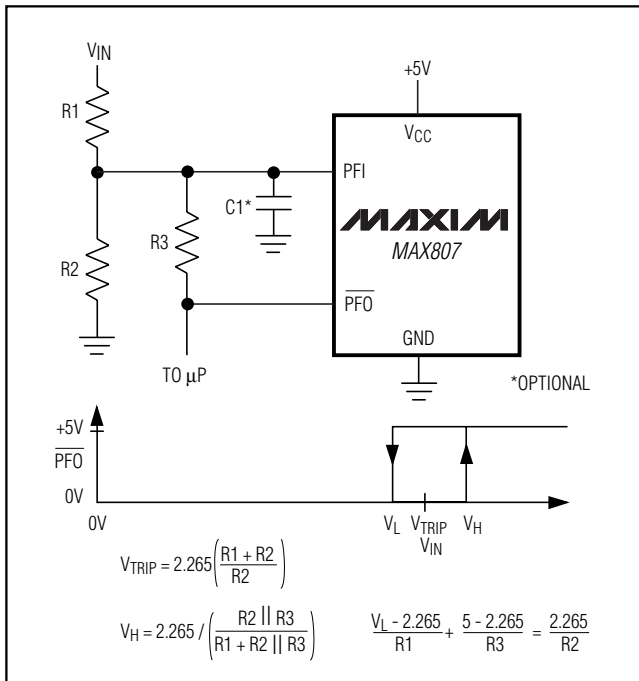 VIN
R1
+5V
VCC
PFI
C1*
MAXIM
MAX807
R3
R2
PFO
GND
TO µP
*OPTIONAL
+5V
PFO
0V
0V
VL
VTRIP
VH
VIN
VTRIP = 2.265(R1 + R2 / R2)
VH = 2.265 / (R2 || R3 / R1 + R2 || R3)
VL - 2.265 / R1 + 5 - 2.265 / R3 = 2.265 / R2